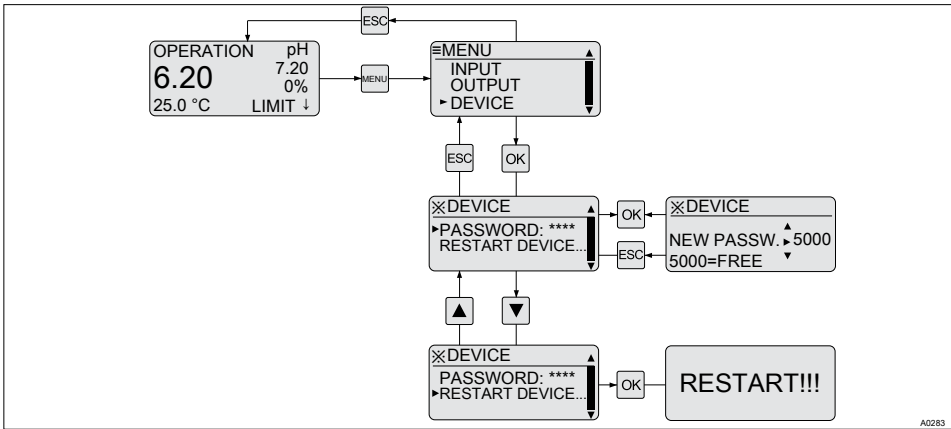 ESC
OPERATION pH
6.20 7.20
0%
25.0 °C LIMIT ↓
MENU
≡MENU
INPUT
OUTPUT
DEVICE
ESC
OK
※DEVICE
PASSWORD: ****
RESTART DEVICE...
OK
ESC
※DEVICE
NEW PASSW. 5000
5000=FREE
※DEVICE
PASSWORD: ****
RESTART DEVICE...
OK
RESTART!!!
A0283